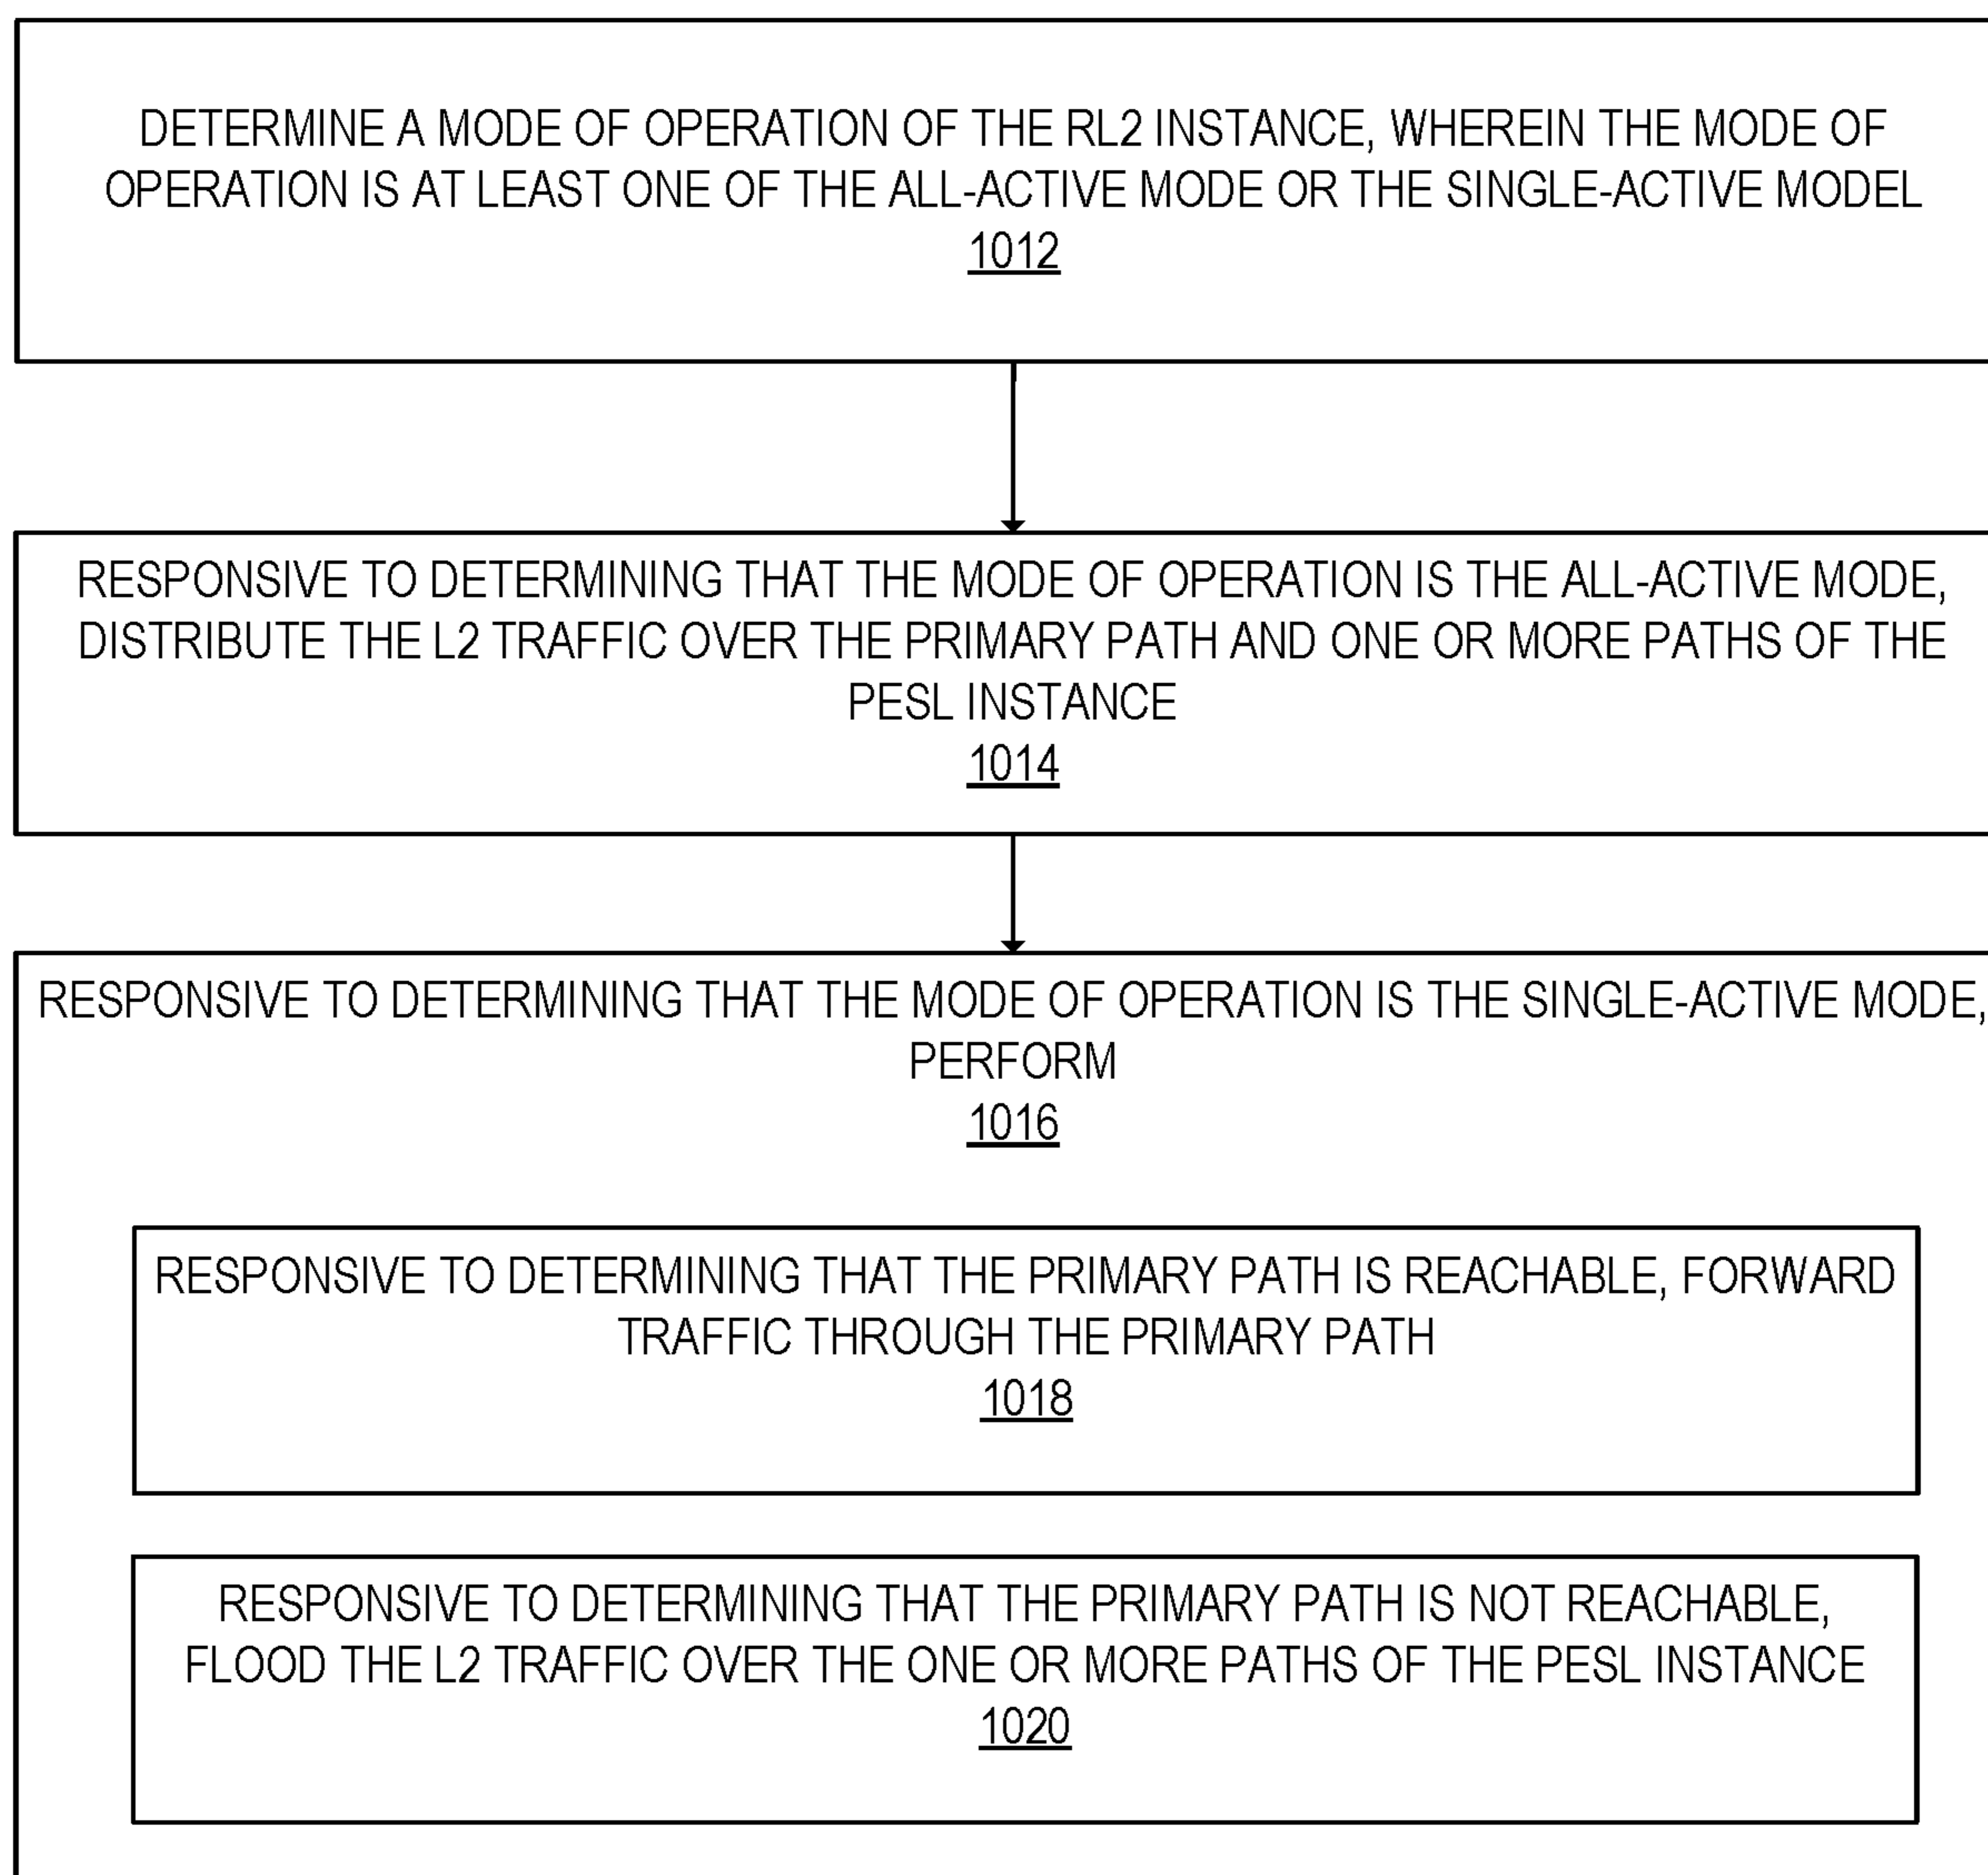 DETERMINE A MODE OF OPERATION OF THE RL2 INSTANCE, WHEREIN THE MODE OF
OPERATION IS AT LEAST ONE OF THE ALL-ACTIVE MODE OR THE SINGLE-ACTIVE MODEL
1012
RESPONSIVE TO DETERMINING THAT THE MODE OF OPERATION IS THE ALL-ACTIVE MODE,
DISTRIBUTE THE L2 TRAFFIC OVER THE PRIMARY PATH AND ONE OR MORE PATHS OF THE
PESL INSTANCE
1014
RESPONSIVE TO DETERMINING THAT THE MODE OF OPERATION IS THE SINGLE-ACTIVE MODE,
PERFORM
1016
RESPONSIVE TO DETERMINING THAT THE PRIMARY PATH IS REACHABLE, FORWARD
TRAFFIC THROUGH THE PRIMARY PATH
1018
RESPONSIVE TO DETERMINING THAT THE PRIMARY PATH IS NOT REACHABLE,
FLOOD THE L2 TRAFFIC OVER THE ONE OR MORE PATHS OF THE PESL INSTANCE
1020